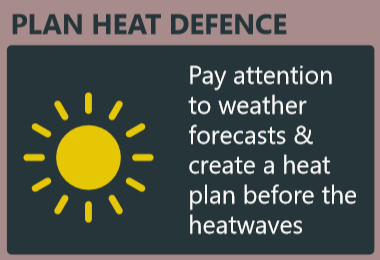 PLAN HEAT DEFENCE
Pay attention
to weather
forecasts &
create a heat
plan before the
heatwaves